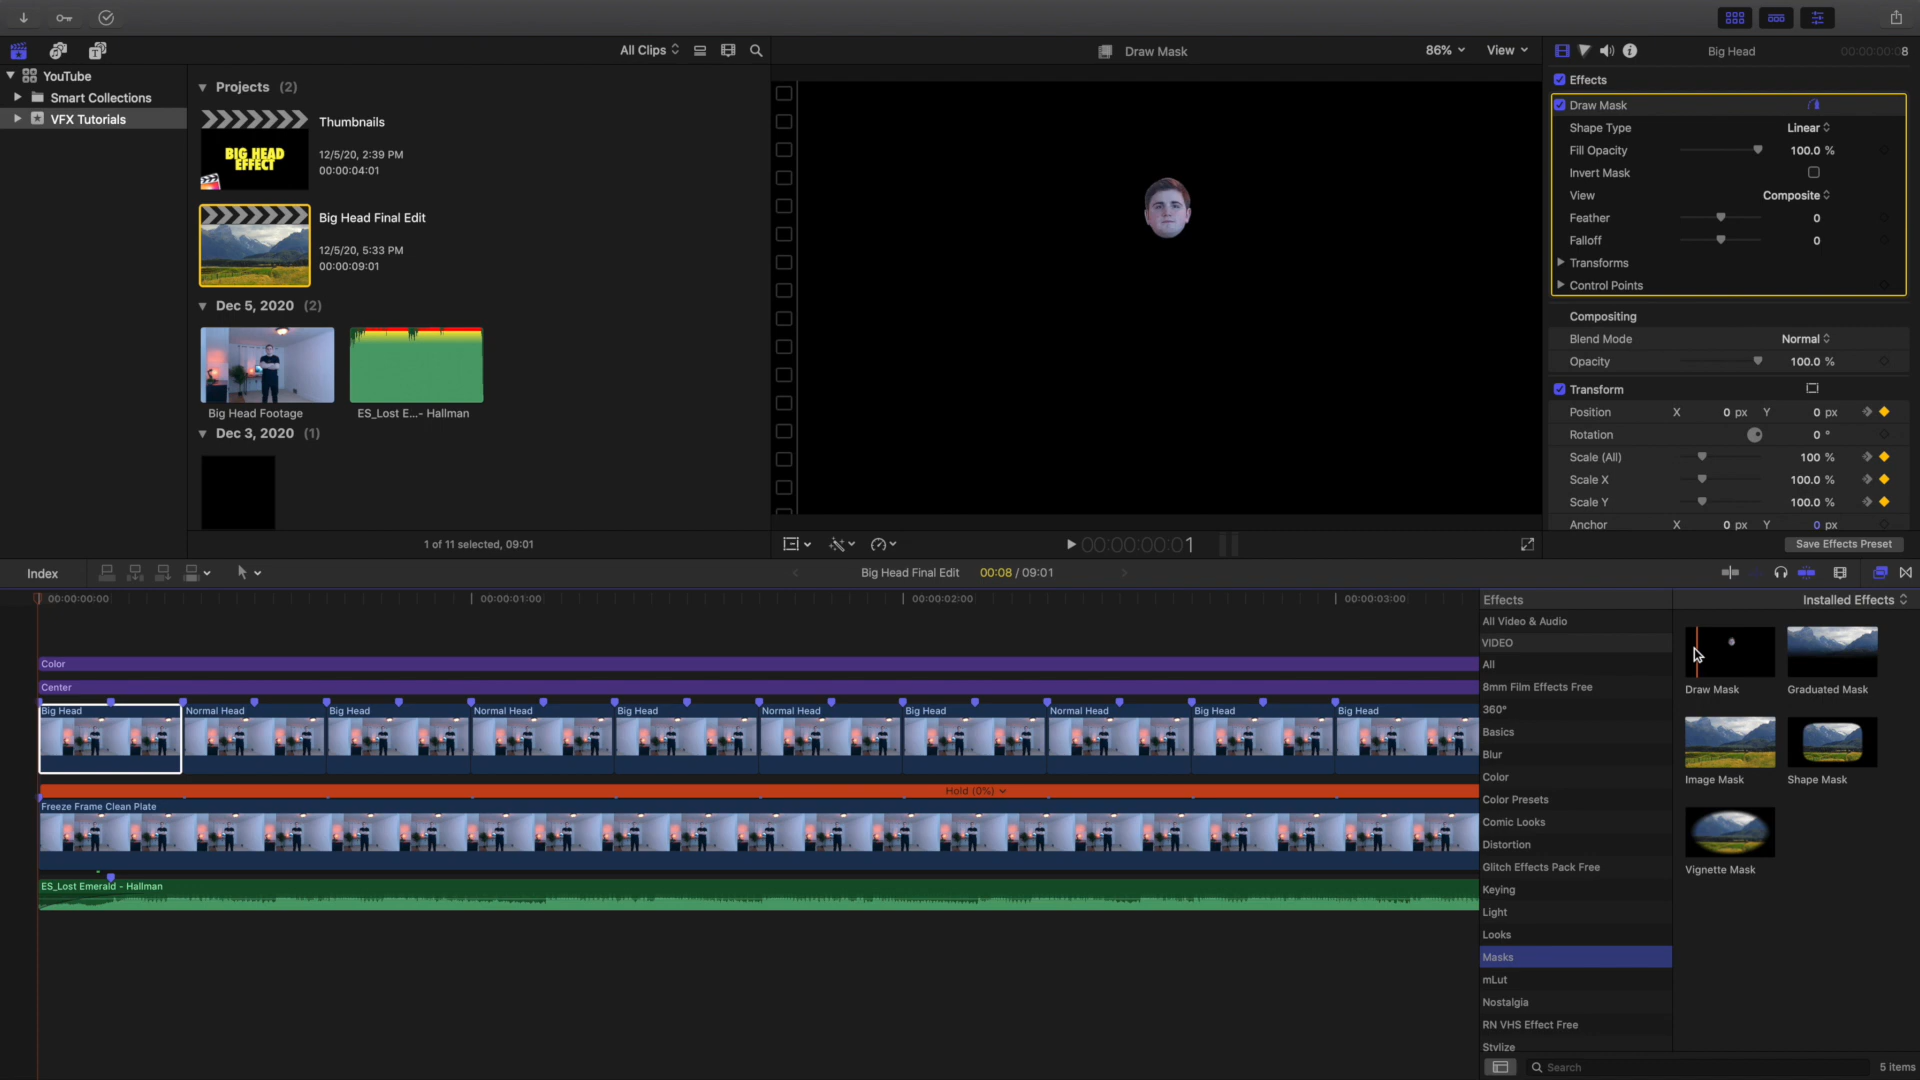 All Clips
Draw Mask
86%
View
Big Head
00:00:00:08
YouTube
Smart Collections
VFX Tutorials
Projects (2)
Thumbnails
BIG HEAD
EFFECT
12/5/20, 2:39 PM
00:00:04:01
Big Head Final Edit
12/5/20, 5:33 PM
00:00:09:01
Dec 5, 2020 (2)
Big Head Footage
ES_Lost E...- Hallman
Dec 3, 2020 (1)
1 of 11 selected, 09:01
00:00:00:01
Effects
Draw Mask
Shape Type Linear
Fill Opacity 100.0 %
Invert Mask
View Composite
Feather 0
Falloff 0
Transforms
Control Points
Compositing
Blend Mode Normal
Opacity 100.0 %
Transform
Position X 0 px Y 0 px
Rotation 0 °
Scale (All) 100 %
Scale X 100.0 %
Scale Y 100.0 %
Anchor X 0 px Y 0 px
Save Effects Preset
Index
Big Head Final Edit 00:08 / 09:01
00:00:00:00
00:00:01:00
00:00:02:00
00:00:03:00
Color
Center
Big Head
Normal Head
Big Head
Normal Head
Big Head
Normal Head
Big Head
Normal Head
Big Head
Big Head
Hold (0%)
Freeze Frame Clean Plate
ES_Lost Emerald - Hallman
Effects
Installed Effects
All Video & Audio
VIDEO
All
8mm Film Effects Free
360°
Basics
Blur
Color
Color Presets
Comic Looks
Distortion
Glitch Effects Pack Free
Keying
Light
Looks
Masks
mLut
Nostalgia
RN VHS Effect Free
Stylize
Draw Mask
Graduated Mask
Image Mask
Shape Mask
Vignette Mask
Search
5 items